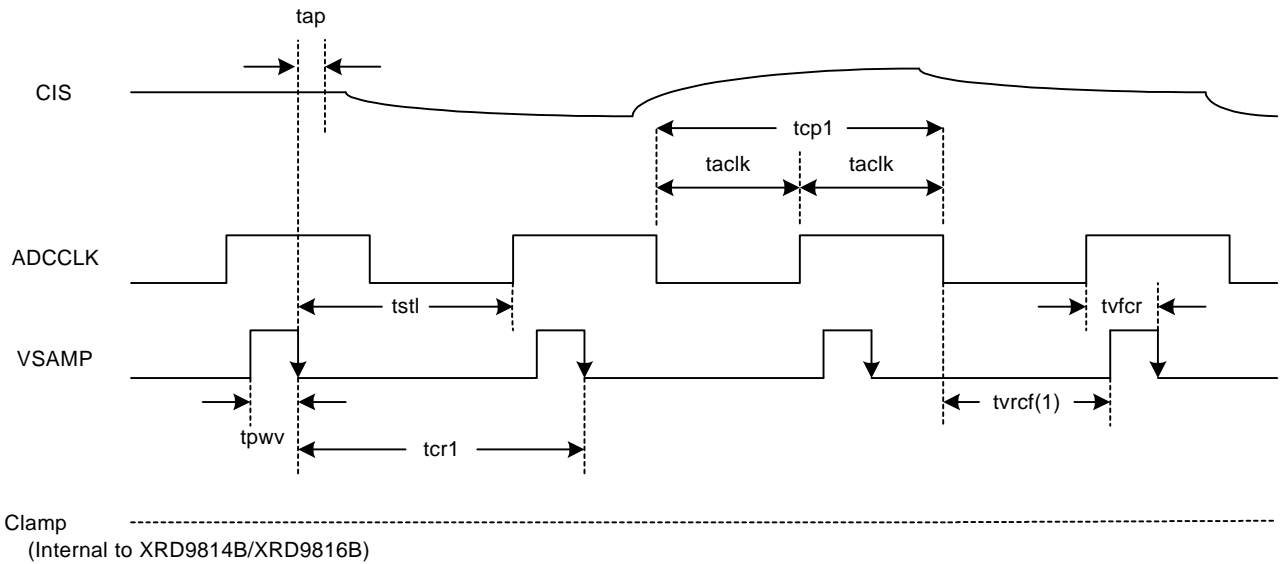 tap
CIS
tcp1
taclk taclk
ADCCLK
tstl tvfcr
VSAMP
tvrcf(1)
tpwv
tcr1
Clamp
(Internal to XRD9814B/XRD9816B)